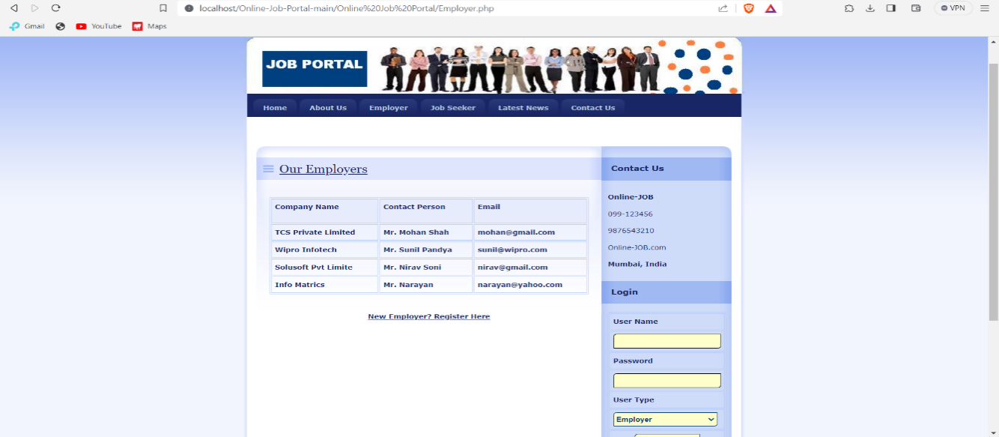 localhost/Online-Job-Portal-main/Online%20Job%20Portal/Employer.php
VPN
Gmail YouTube Maps
JOB PORTAL
Home About Us Employer Job Seeker Latest News Contact Us
Our Employers
Company Name Contact Person Email
TCS Private Limited Mr. Mohan Shah mohan@gmail.com
Wipro Infotech Mr. Sunil Pandya sunil@wipro.com
Solusoft Pvt Limite Mr. Nirav Soni nirav@gmail.com
Info Matrics Mr. Narayan narayan@yahoo.com
New Employer? Register Here
Contact Us
Online-JOB
099-123456
9876543210
Online-JOB.com
Mumbai, India
Login
User Name
Password
User Type
Employer